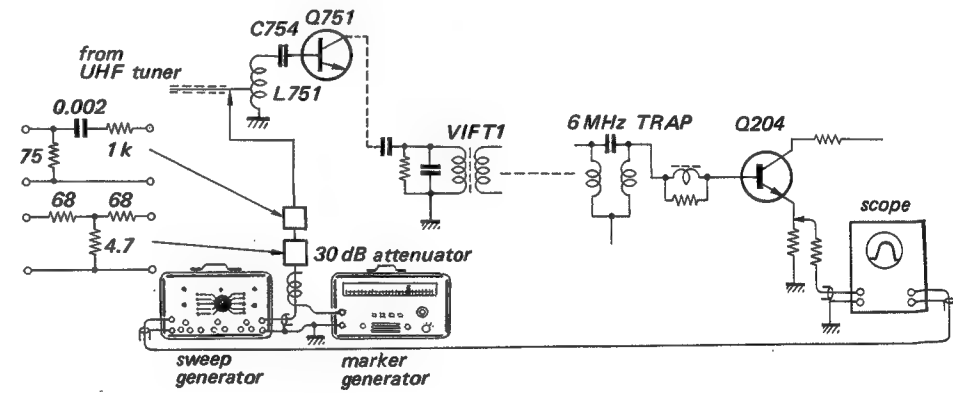 Q751
C754
from
UHF tuner
L751
0.002
75
1k
VIFT1
6 MHz TRAP
Q204
68 68
4.7
30 dB attenuator
scope
sweep
generator
marker
generator